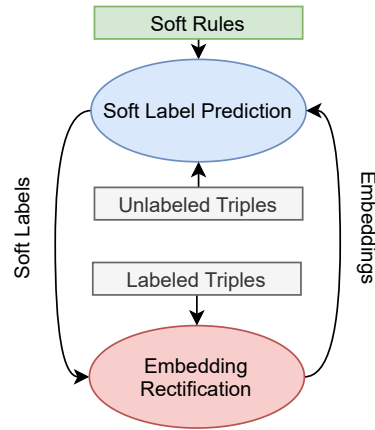 Soft Rules
Soft Label Prediction
Soft Labels
Embeddings
Unlabeled Triples
Labeled Triples
Embedding
Rectification